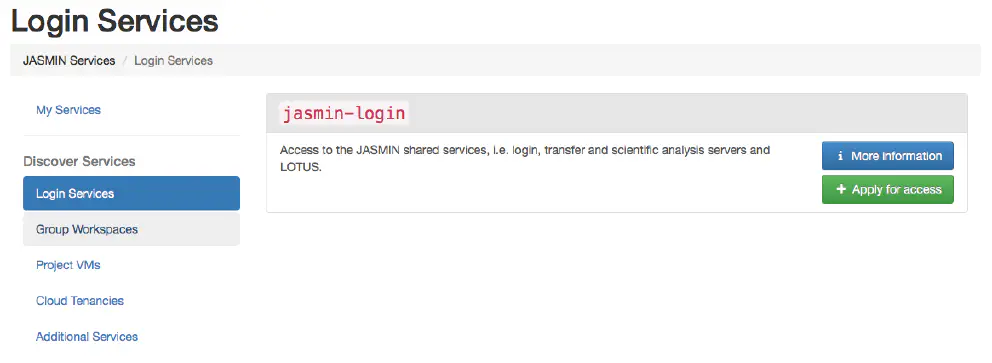 Login Services
JASMIN Services / Login Services
My Services
Discover Services
Login Services
Group Workspaces
Project VMs
Cloud Tenancies
Additional Services
jasmin-login
Access to the JASMIN shared services, i.e. login, transfer and scientific analysis servers and
LOTUS.
i More information
+ Apply for access